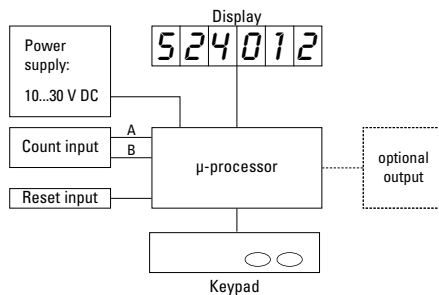 Display
524012
Power
supply:
10...30 V DC
A
Count input
B
µ-processor
optional
output
Reset input
Keypad